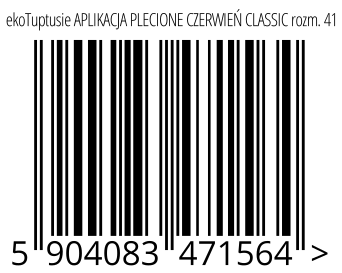 ekoTuptusie APLIKACJA PLECIONE CZERWIEŃ CLASSIC rozm. 41
5 904083 471564 >